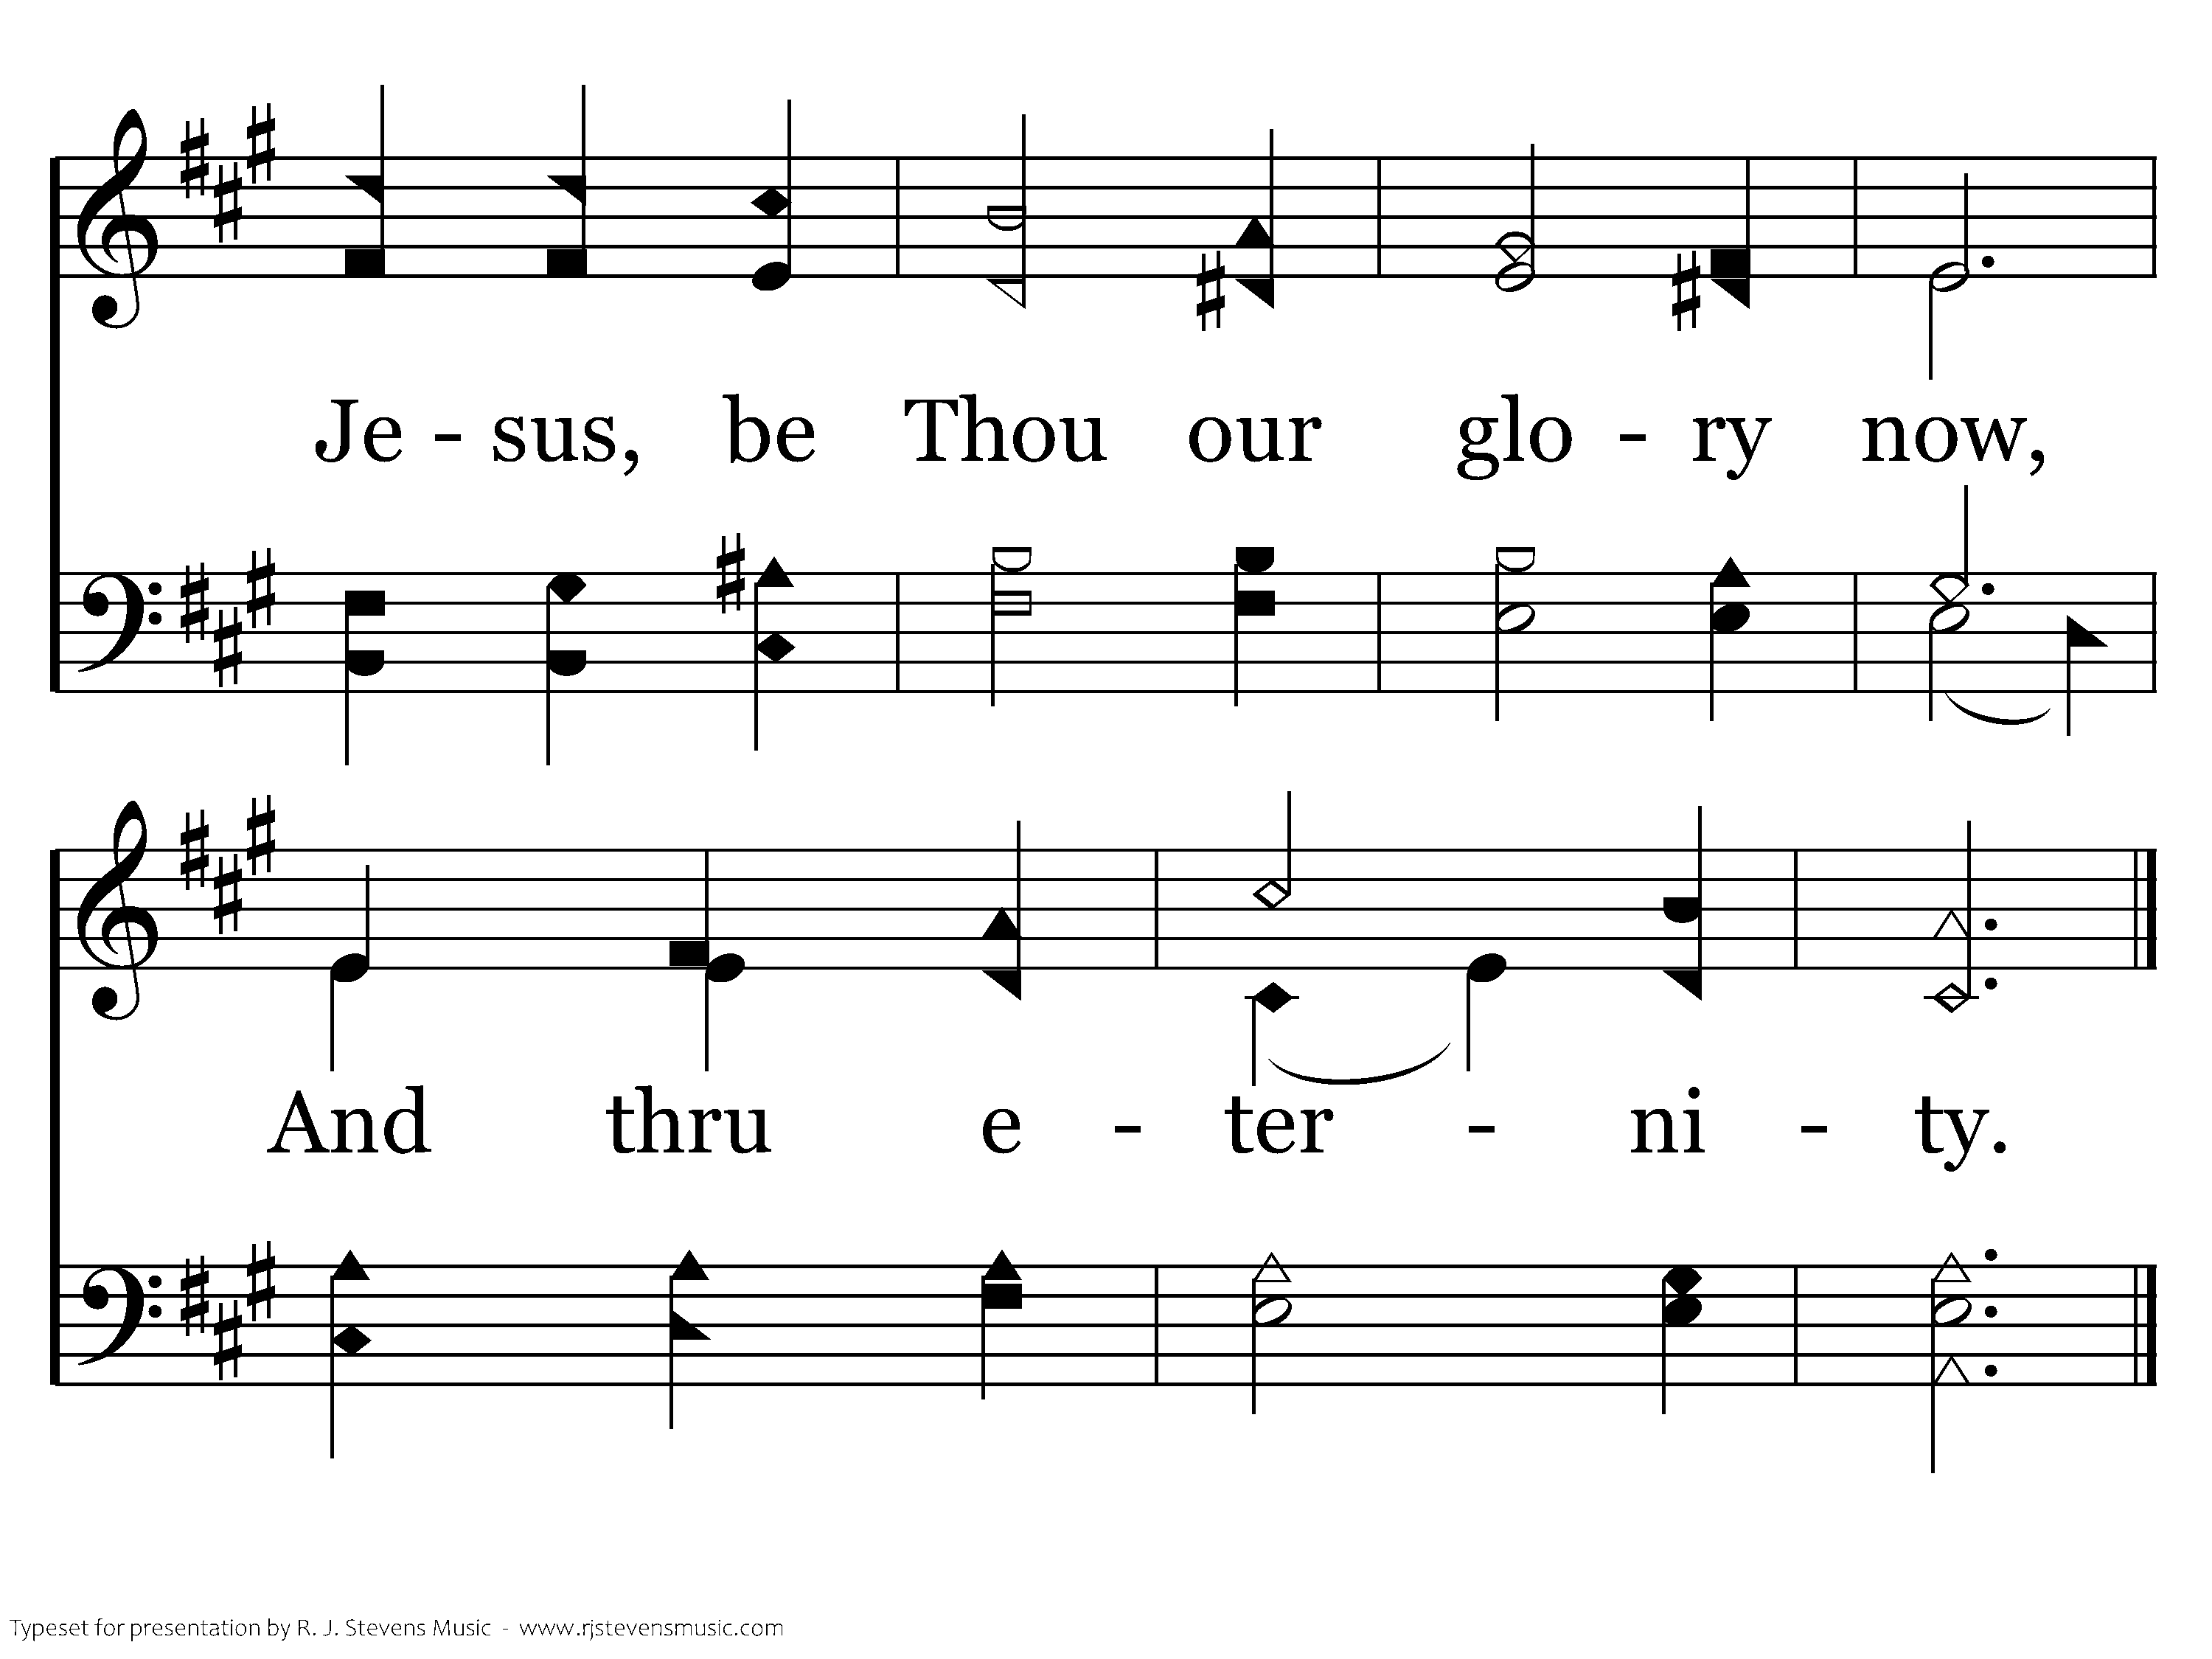 Je - sus, be Thou our glo - ry now,
And thru e - ter - ni - ty.
Typeset for presentation by R. J. Stevens Music - www.rjstevensmusic.com